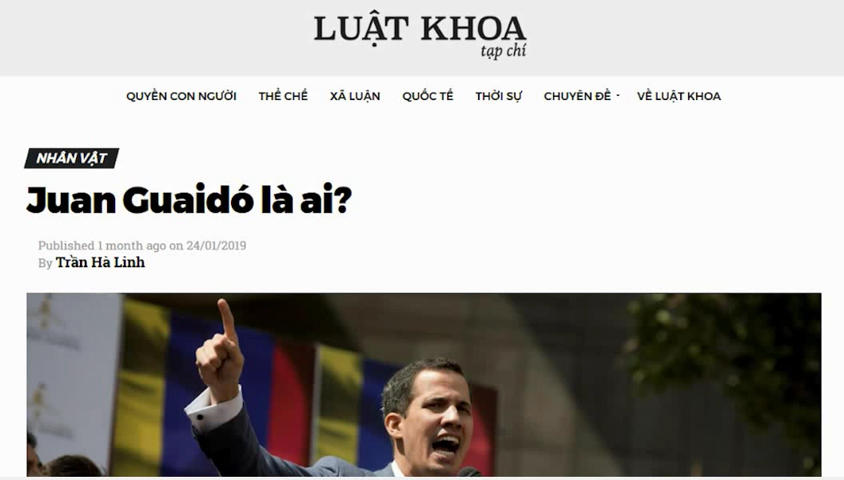 LUẬT KHOA
tạp chí
QUYỀN CON NGƯỜI THỂ CHẾ XÃ LUẬN QUỐC TẾ THỜI SỰ CHUYÊN ĐỀ VỀ LUẬT KHOA
NHÂN VẬT
Juan Guaidó là ai?
Published 1 month ago on 24/01/2019
By Trần Hà Linh